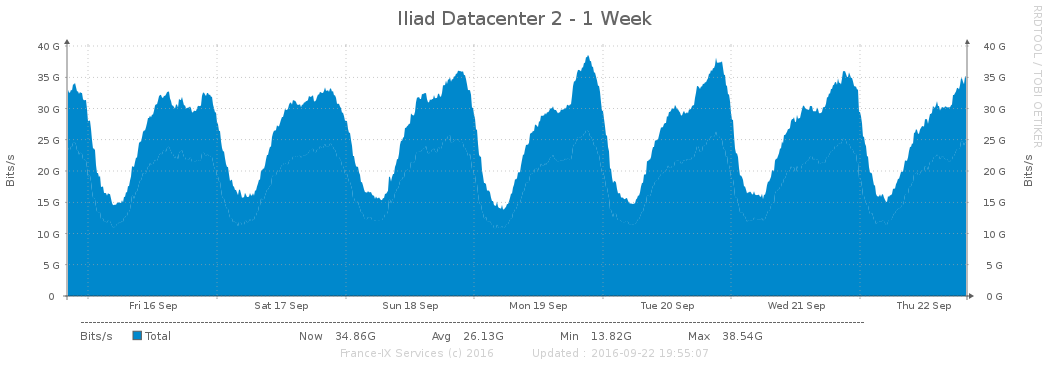 Iliad Datacenter 2 - 1 Week
RRDTOOL / TOBI OETIKER
40 G 40 G
35 G 35 G
30 G 30 G
25 G 25 G
20 G 20 G
15 G 15 G
10 G 10 G
5 G 5 G
0 0 G
Bits/s
Bits/s
Fri 16 Sep Sat 17 Sep Sun 18 Sep Mon 19 Sep Tue 20 Sep Wed 21 Sep Thu 22 Sep
Bits/s Total Now 34.86G Avg 26.13G Min 13.82G Max 38.54G
France-IX Services (c) 2016 Updated : 2016-09-22 19:55:07